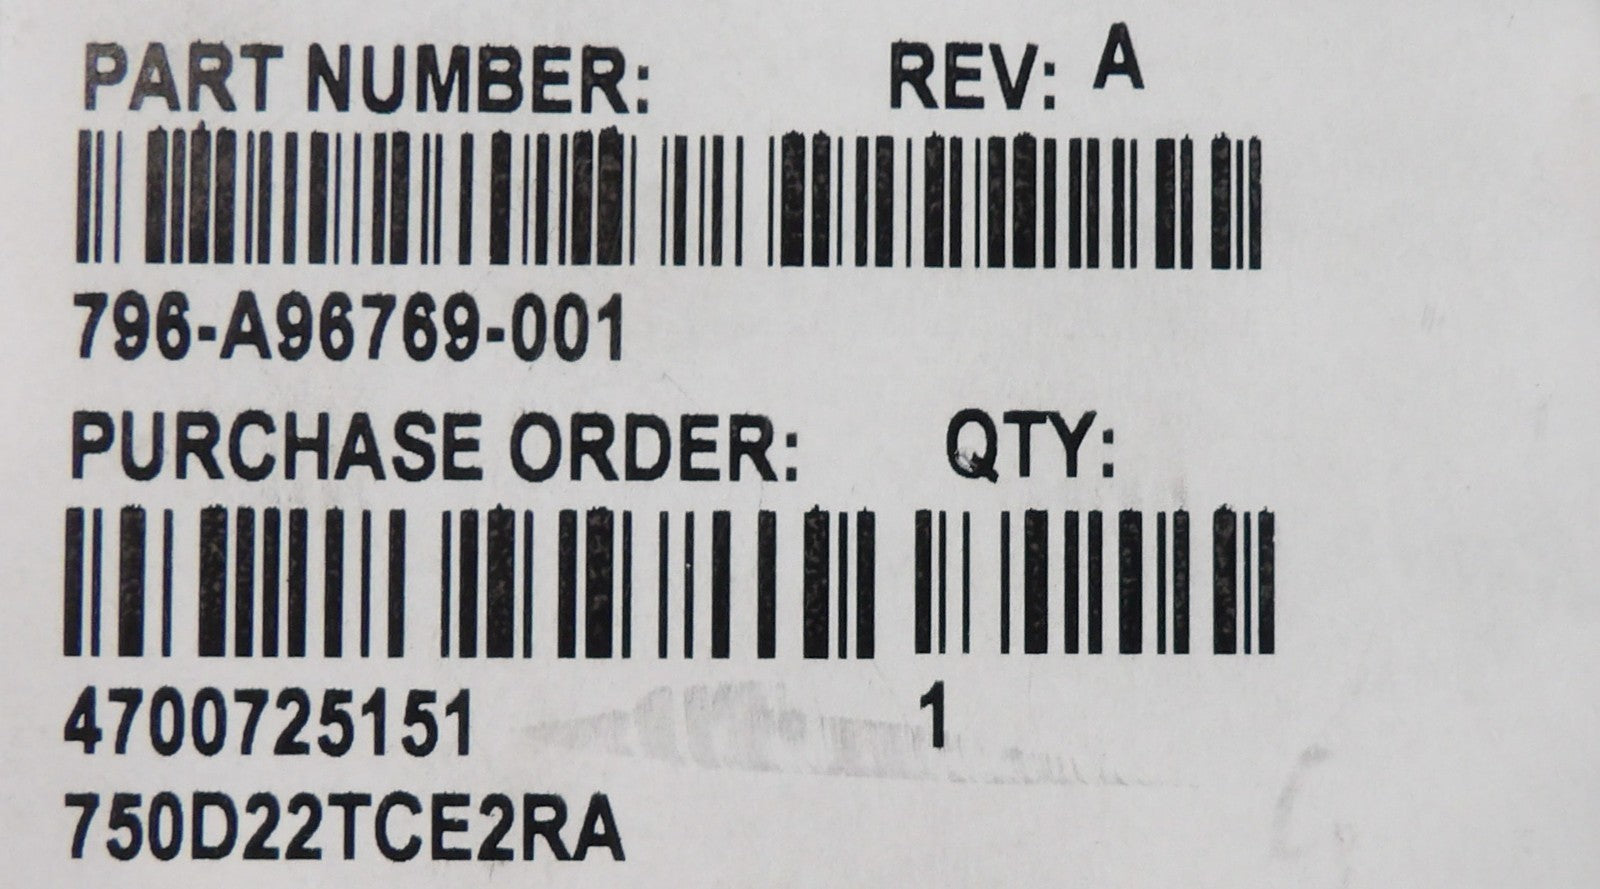 PART NUMBER: REV: A
796-A96769-001
PURCHASE ORDER: QTY:
4700725151 1
750D22TCE2RA